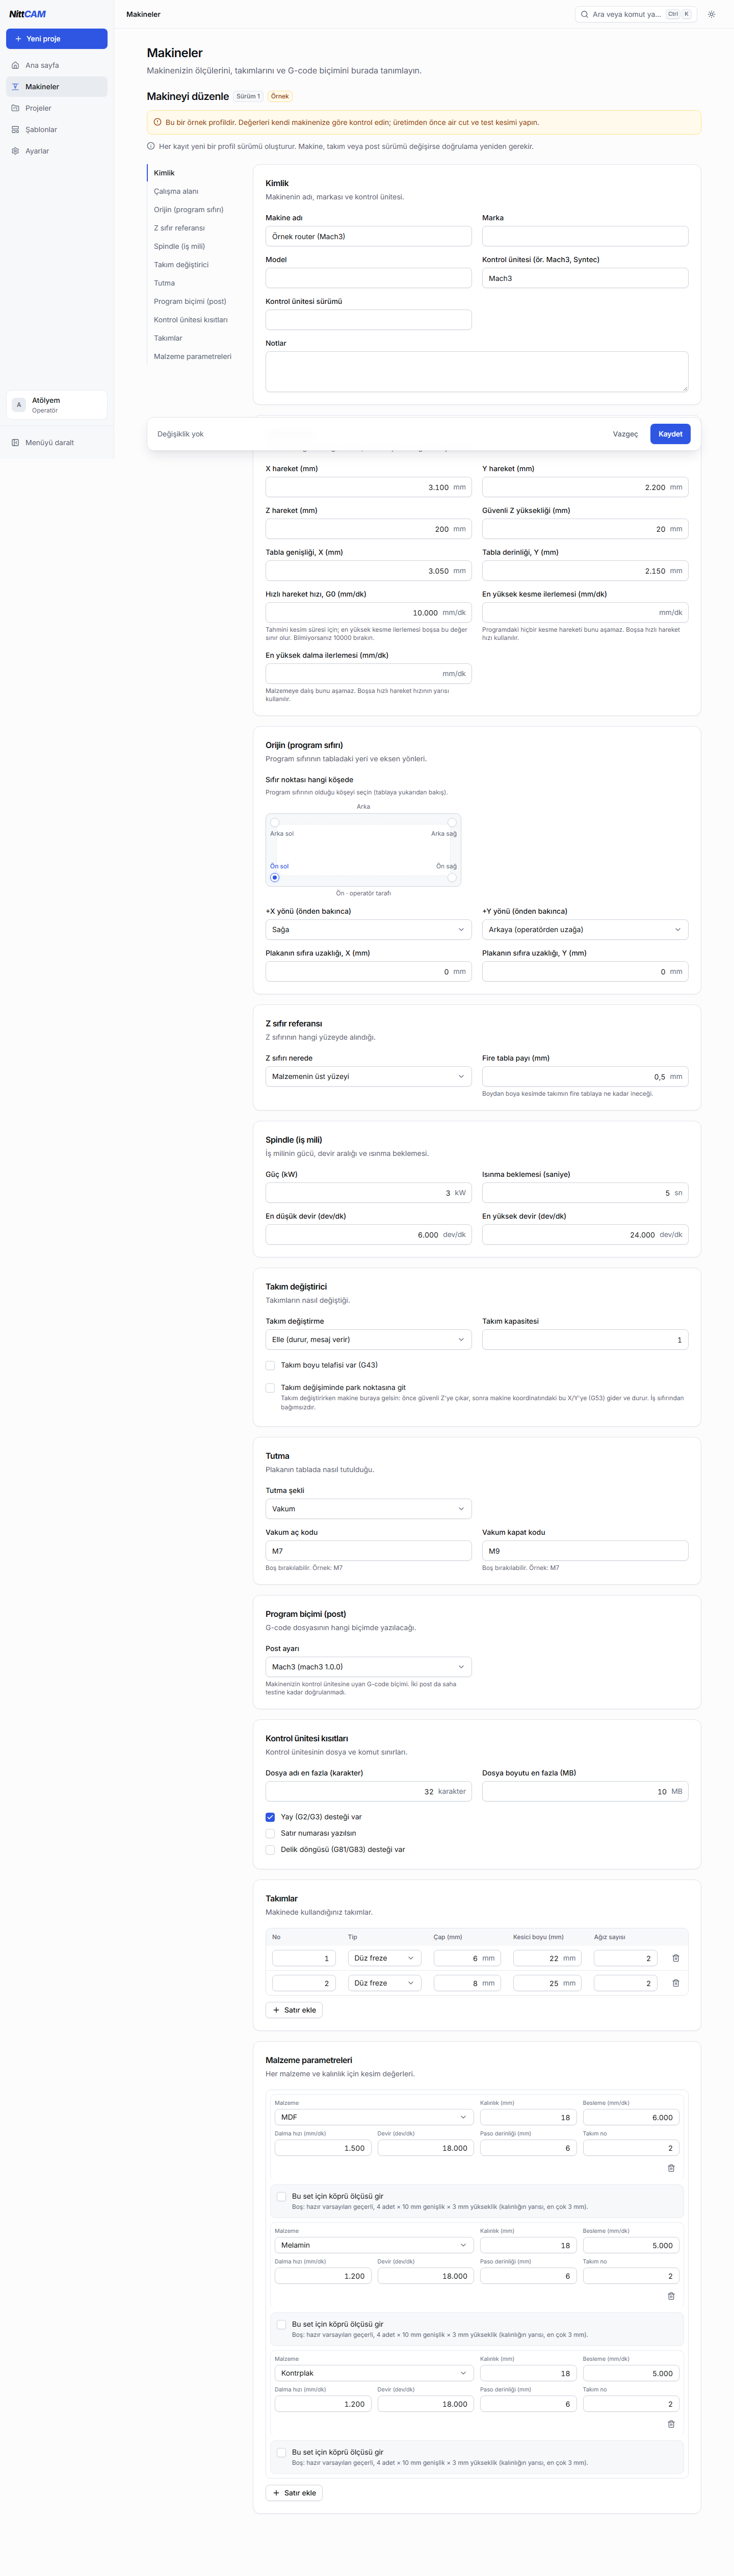 NittCAM
Makineler
Ara veya komut ya...
Ctrl
K
Yeni proje
Ana sayfa
Makineler
Projeler
Şablonlar
Ayarlar
A
Atölyem
Operatör
Menüyü daralt
Makineler
Makinenizin ölçülerini, takımlarını ve G-code biçimini burada tanımlayın.
Makineyi düzenle
Sürüm 1
Örnek
Bu bir örnek profildir. Değerleri kendi makinenize göre kontrol edin; üretimden önce air cut ve test kesimi yapın.
Her kayıt yeni bir profil sürümü oluşturur. Makine, takım veya post sürümü değişirse doğrulama yeniden gerekir.
Kimlik
Çalışma alanı
Orijin (program sıfırı)
Z sıfır referansı
Spindle (iş mili)
Takım değiştirici
Tutma
Program biçimi (post)
Kontrol ünitesi kısıtları
Takımlar
Malzeme parametreleri
Kimlik
Makinenin adı, markası ve kontrol ünitesi.
Makine adı
Marka
Örnek router (Mach3)
Model
Kontrol ünitesi (ör. Mach3, Syntec)
Mach3
Kontrol ünitesi sürümü
Notlar
Değişiklik yok
Vazgeç
Kaydet
X hareket (mm)
Y hareket (mm)
3.100 mm
2.200 mm
Z hareket (mm)
Güvenli Z yüksekliği (mm)
200 mm
20 mm
Tabla genişliği, X (mm)
Tabla derinliği, Y (mm)
3.050 mm
2.150 mm
Hızlı hareket hızı, G0 (mm/dk)
En yüksek kesme ilerlemesi (mm/dk)
10.000 mm/dk
mm/dk
Tahmini kesim süresi için; en yüksek kesme ilerlemesi boşsa bu değer
sınır olur. Bilmiyorsanız 10000 bırakın.
Programdaki hiçbir kesme hareketi bunu aşamaz. Boşsa hızlı hareket
hızı kullanılır.
En yüksek dalma ilerlemesi (mm/dk)
mm/dk
Malzemeye dalış bunu aşamaz. Boşsa hızlı hareket hızının yarısı
kullanılır.
Orijin (program sıfırı)
Program sıfırının tabladaki yeri ve eksen yönleri.
Sıfır noktası hangi köşede
Program sıfırının olduğu köşeyi seçin (tablaya yukarıdan bakış).
Arka
Arka sol
Arka sağ
Ön sol
Ön sağ
Ön - operatör tarafı
+X yönü (önden bakınca)
+Y yönü (önden bakınca)
Sağa
Arkaya (operatörden uzağa)
Plakanın sıfıra uzaklığı, X (mm)
Plakanın sıfıra uzaklığı, Y (mm)
0 mm
0 mm
Z sıfır referansı
Z sıfırının hangi yüzeyde alındığı.
Z sıfırı nerede
Fire tabla payı (mm)
Malzemenin üst yüzeyi
0,5 mm
Boydan boya kesimde takımın fire tablaya ne kadar ineceği.
Spindle (iş mili)
İş milinin gücü, devir aralığı ve ısınma beklemesi.
Güç (kW)
Isınma beklemesi (saniye)
3 kW
5 sn
En düşük devir (dev/dk)
En yüksek devir (dev/dk)
6.000 dev/dk
24.000 dev/dk
Takım değiştirici
Takımların nasıl değiştiği.
Takım değiştirme
Takım kapasitesi
Elle (durur, mesaj verir)
1
Takım boyu telafisi var (G43)
Takım değişiminde park noktasına git
Takım değiştirirken makine buraya gelsin: önce güvenli Z'ye çıkar, sonra makine koordinatındaki bu X/Y'ye (G53) gider ve durur. İş sıfırından
bağımsızdır.
Tutma
Plakanın tablada nasıl tutulduğu.
Tutma şekli
Vakum
Vakum aç kodu
Vakum kapat kodu
M7
M9
Boş bırakılabilir. Örnek: M7
Boş bırakılabilir. Örnek: M7
Program biçimi (post)
G-code dosyasının hangi biçimde yazılacağı.
Post ayarı
Mach3 (mach3 1.0.0)
Makinenizin kontrol ünitesine uyan G-code biçimi. İki post da saha
testine kadar doğrulanmadı.
Kontrol ünitesi kısıtları
Kontrol ünitesinin dosya ve komut sınırları.
Dosya adı en fazla (karakter)
Dosya boyutu en fazla (MB)
32 karakter
10 MB
Yay (G2/G3) desteği var
Satır numarası yazılsın
Delik döngüsü (G81/G83) desteği var
Takımlar
Makinede kullandığınız takımlar.
No
Tip
Çap (mm)
Kesici boyu (mm)
Ağız sayısı
1
Düz freze
6 mm
22 mm
2
2
Düz freze
8 mm
25 mm
2
Satır ekle
Malzeme parametreleri
Her malzeme ve kalınlık için kesim değerleri.
Malzeme
Kalınlık (mm)
Besleme (mm/dk)
MDF
18
6.000
Dalma hızı (mm/dk)
Devir (dev/dk)
Paso derinliği (mm)
Takım no
1.500
18.000
6
2
Bu set için köprü ölçüsü gir
Boş: hazır varsayılan geçerli, 4 adet × 10 mm genişlik × 3 mm yükseklik (kalınlığın yarısı, en çok 3 mm).
Malzeme
Kalınlık (mm)
Besleme (mm/dk)
Melamin
18
5.000
Dalma hızı (mm/dk)
Devir (dev/dk)
Paso derinliği (mm)
Takım no
1.200
18.000
6
2
Bu set için köprü ölçüsü gir
Boş: hazır varsayılan geçerli, 4 adet × 10 mm genişlik × 3 mm yükseklik (kalınlığın yarısı, en çok 3 mm).
Malzeme
Kalınlık (mm)
Besleme (mm/dk)
Kontrplak
18
5.000
Dalma hızı (mm/dk)
Devir (dev/dk)
Paso derinliği (mm)
Takım no
1.200
18.000
6
2
Bu set için köprü ölçüsü gir
Boş: hazır varsayılan geçerli, 4 adet × 10 mm genişlik × 3 mm yükseklik (kalınlığın yarısı, en çok 3 mm).
Satır ekle